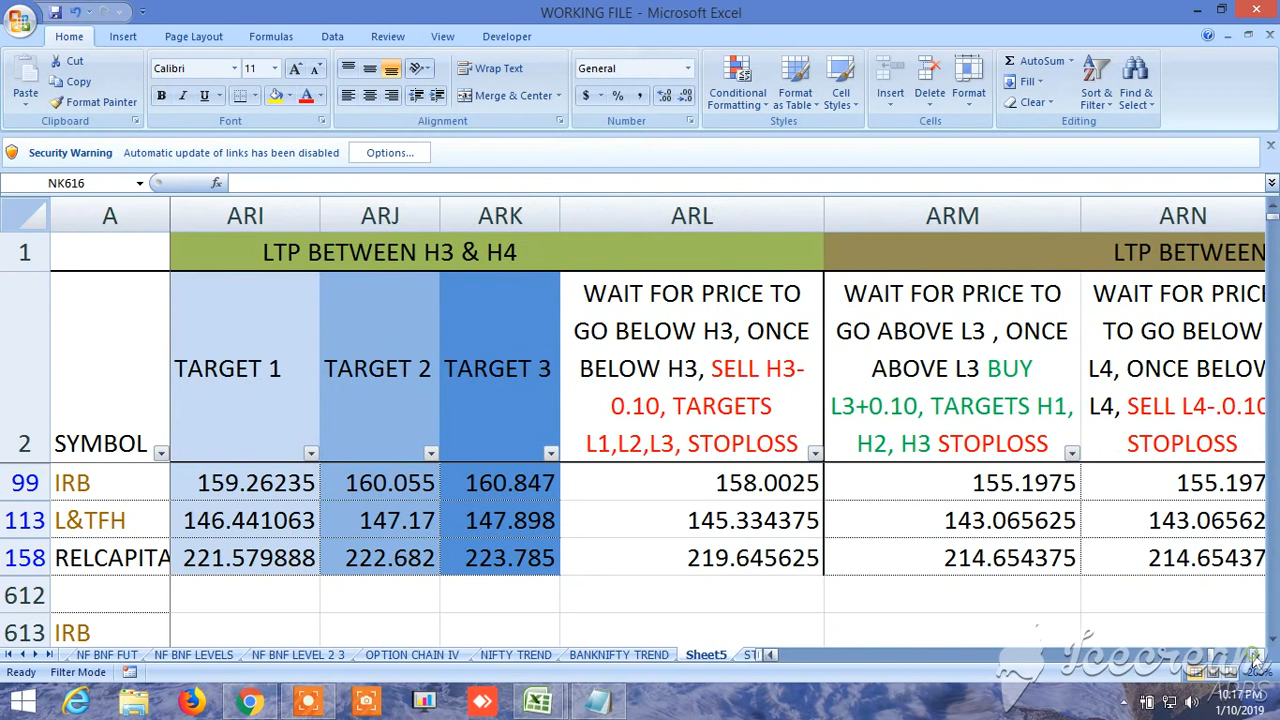 WORKING FILE - Microsoft Excel
Home Insert Page Layout Formulas Data Review View Developer
Paste
Cut
Copy
Format Painter
Clipboard
Calibri 11
B I U
Font
Wrap Text
Merge & Center
Alignment
General
$ % ,
Number
Conditional Formatting
Format as Table
Cell Styles
Styles
Insert Delete Format
Cells
AutoSum
Fill
Clear
Sort & Filter
Find & Select
Editing
Security Warning Automatic update of links has been disabled Options...
NK616 fx
A ARI ARJ ARK ARL ARM ARN
1 LTP BETWEEN H3 & H4 LTP BETWEEN
2 SYMBOL
TARGET 1
TARGET 2
TARGET 3
WAIT FOR PRICE TO
GO BELOW H3, ONCE
BELOW H3, SELL H3-
0.10, TARGETS
L1,L2,L3, STOPLOSS
WAIT FOR PRICE TO
GO ABOVE L3 , ONCE
ABOVE L3 BUY
L3+0.10, TARGETS H1,
H2, H3 STOPLOSS
WAIT FOR PRICE
TO GO BELOW
L4, ONCE BELOW
L4, SELL L4-.0.10
STOPLOSS
99 IRB 159.26235 160.055 160.847 158.0025 155.1975 155.197
113 L&TFH 146.441063 147.17 147.898 145.334375 143.065625 143.06562
158 RELCAPITA 221.579888 222.682 223.785 219.645625 214.654375 214.65437
612
613 IRB
NF BNF FUT NF BNF LEVELS NF BNF LEVEL 2 3 OPTION CHAIN IV NIFTY TREND BANKNIFTY TREND Sheet5 ST
Ready Filter Mode
Icecream
APPS
10:17 PM
1/10/2019